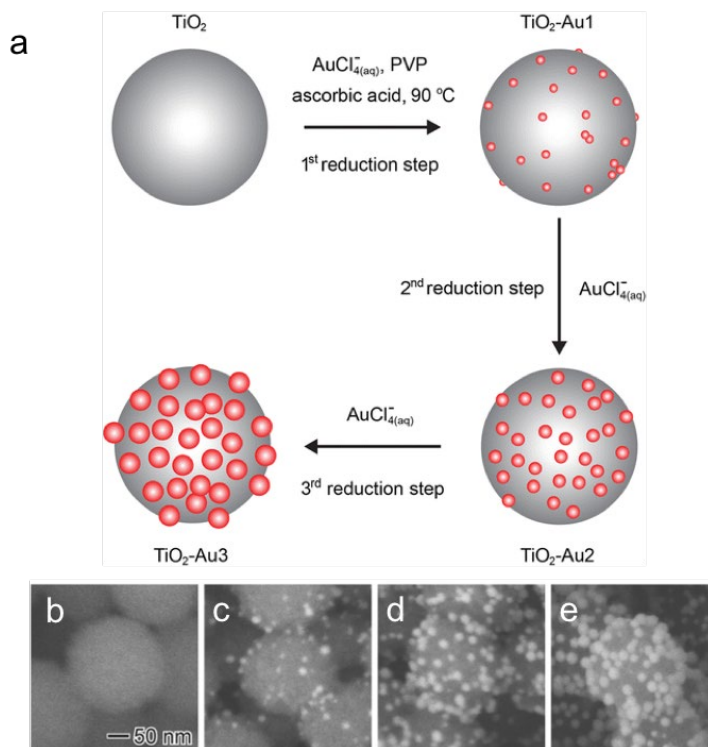 a
TiO₂
TiO₂-Au1
AuCl₄⁻(aq), PVP
ascorbic acid, 90 ºC
1st reduction step
2nd reduction step
AuCl₄⁻(aq)
AuCl₄⁻(aq)
3rd reduction step
TiO₂-Au3
TiO₂-Au2
b
c
d
e
50 nm